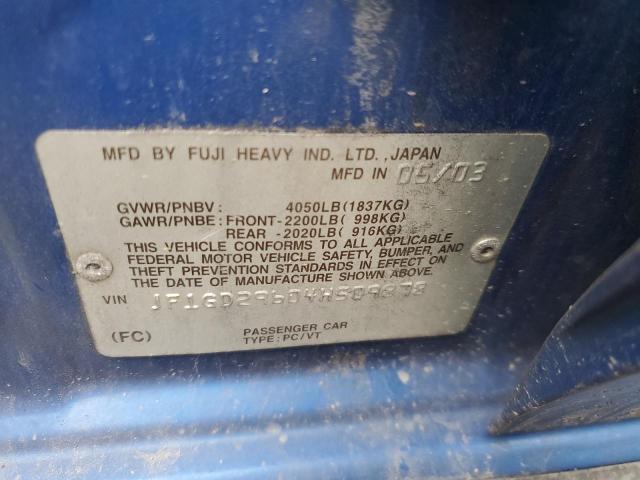 MFD BY FUJI HEAVY IND. LTD., JAPAN
MFD IN 05/03
GVWR/PNBV : 4050LB(1837KG)
GAWR/PNBE : FRONT-2200LB( 998KG)
REAR -2020LB( 916KG)
THIS VEHICLE CONFORMS TO ALL APPLICABLE
FEDERAL MOTOR VEHICLE SAFETY, BUMPER, AND
THEFT PREVENTION STANDARDS IN EFFECT ON
THE DATE OF MANUFACTURE SHOWN ABOVE.
VIN JF1GD29604H509878
(FC) PASSENGER CAR
TYPE : PC/VT